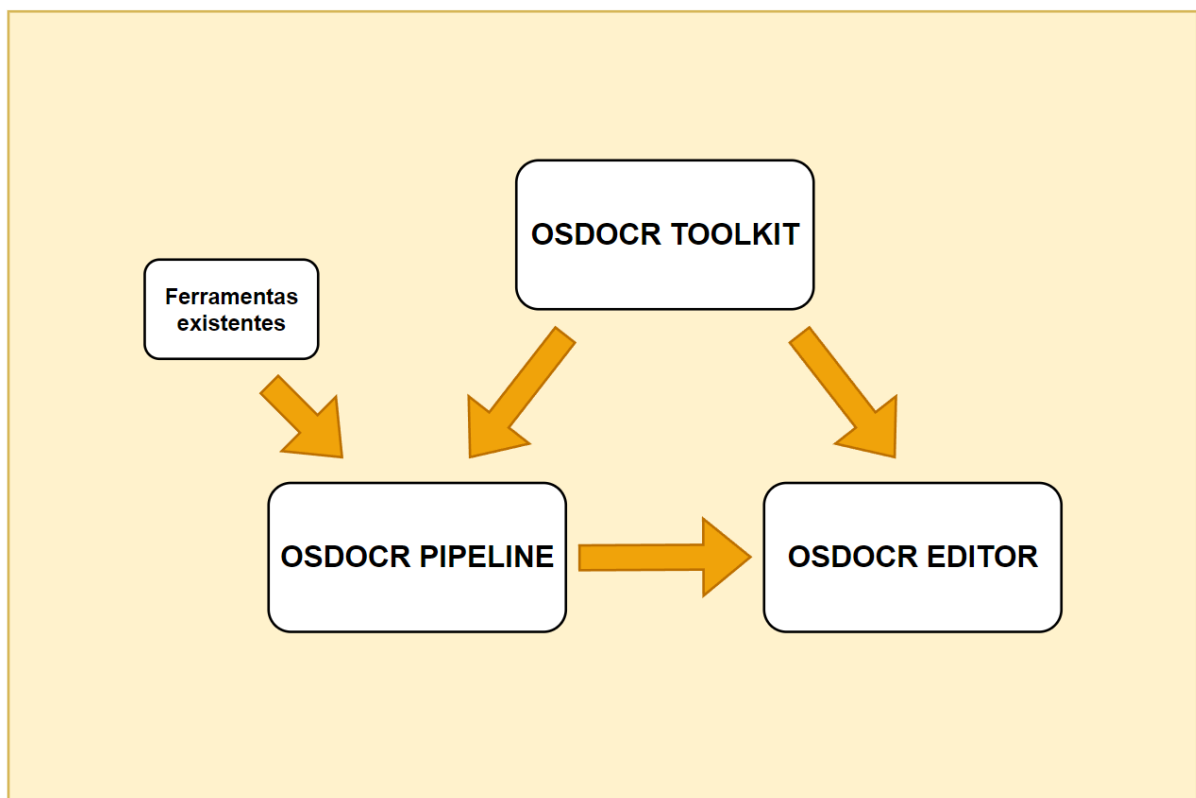 OSDOCR TOOLKIT
Ferramentas
existentes
OSDOCR PIPELINE
OSDOCR EDITOR